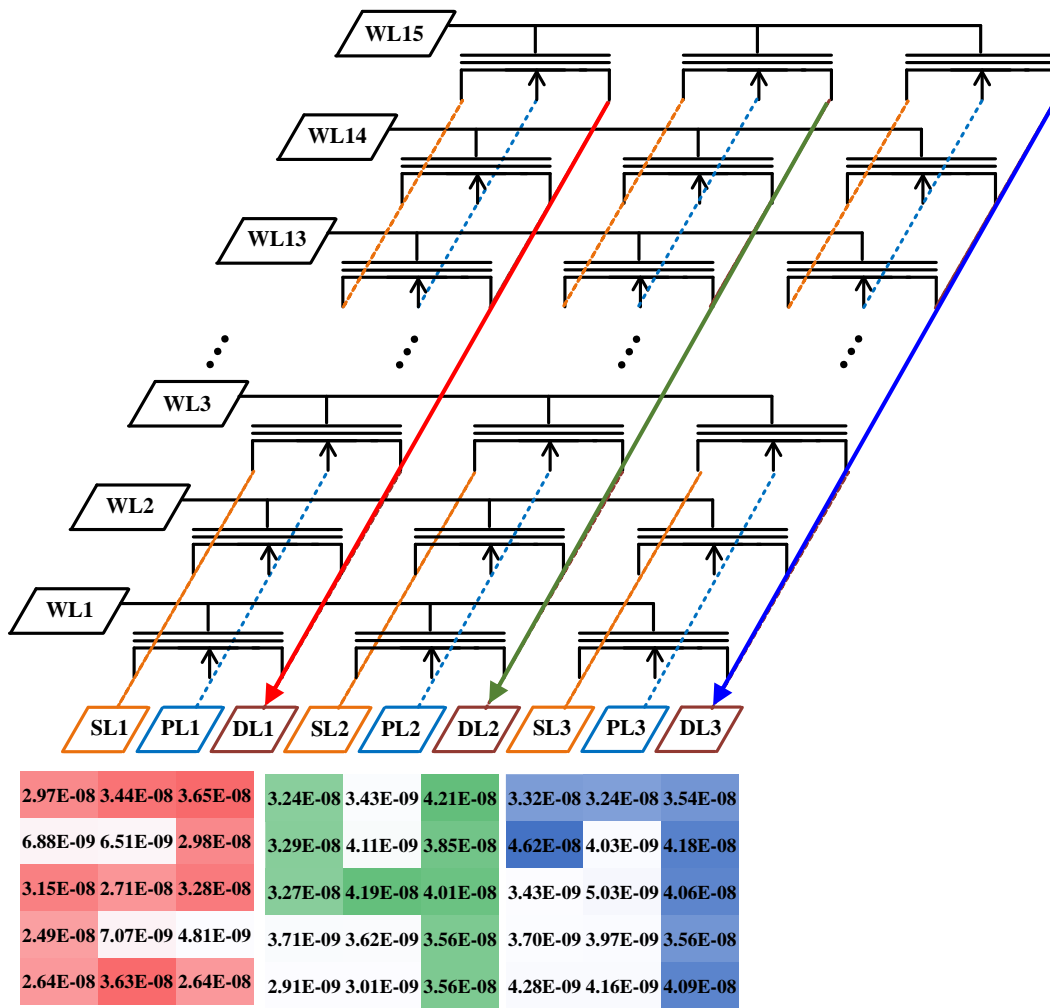 WL15
WL14
WL13
WL3
WL2
WL1
SL1 PL1 DL1 SL2 PL2 DL2 SL3 PL3 DL3
2.97E-08 3.44E-08 3.65E-08 3.24E-08 3.43E-09 4.21E-08 3.32E-08 3.24E-08 3.54E-08
6.88E-09 6.51E-09 2.98E-08 3.29E-08 4.11E-09 3.85E-08 4.62E-08 4.03E-09 4.18E-08
3.15E-08 2.71E-08 3.28E-08 3.27E-08 4.19E-08 4.01E-08 3.43E-09 5.03E-09 4.06E-08
2.49E-08 7.07E-09 4.81E-09 3.71E-09 3.62E-09 3.56E-08 3.70E-09 3.97E-09 3.56E-08
2.64E-08 3.63E-08 2.64E-08 2.91E-09 3.01E-09 3.56E-08 4.28E-09 4.16E-09 4.09E-08